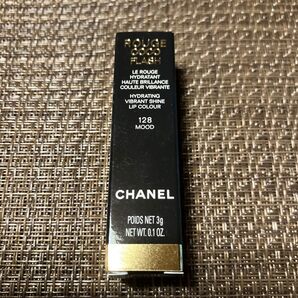 ROUGE
COCO
FLASH
LE ROUGE
HYDRATANT
HAUTE BRILLANCE
COULEUR VIBRANTE
HYDRATING
VIBRANT SHINE
LIP COLOUR
128
MOOD
CHANEL
POIDS NET 3g
NET WT. 0.1 OZ.